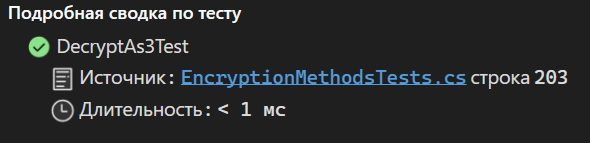 Подробная сводка по тесту
DecryptAs3Test
Источник: EncryptionMethodsTests.cs строка 203
Длительность: < 1 мс